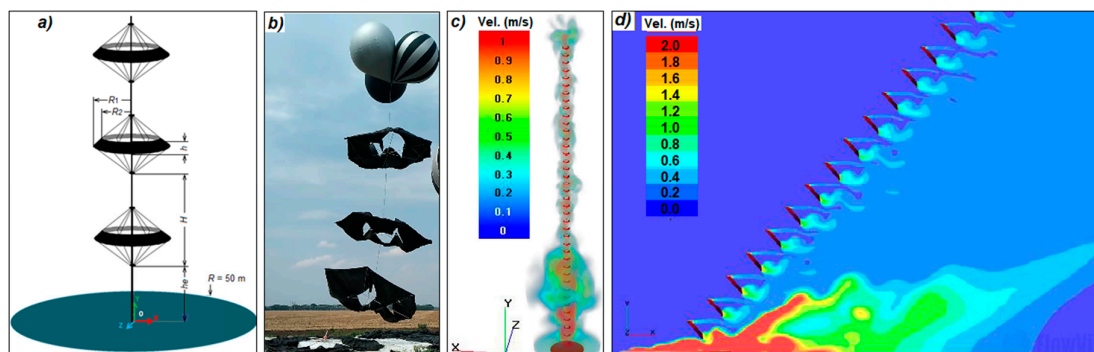 a)
R1
R2
h
H
R = 50 m
he
Y
0
X
Z
b)
c)
Vel. (m/s)
1
0.9
0.8
0.7
0.6
0.5
0.4
0.3
0.2
0.1
0
Y
Z
X
d)
Vel. (m/s)
2.0
1.8
1.6
1.4
1.2
1.0
0.8
0.6
0.4
0.2
0.0
Y
Z
X